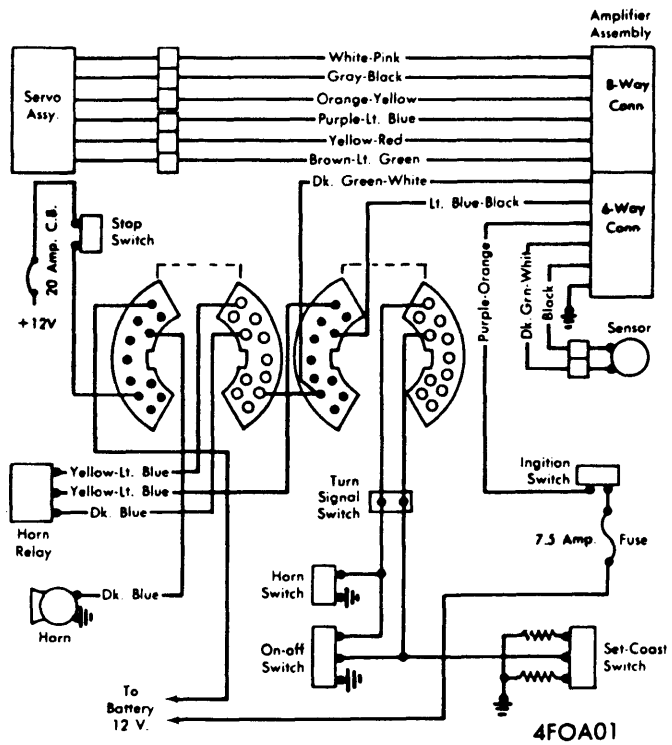 Amplifier
Assembly
White-Pink
Gray-Black
8-Way
Conn
Servo
Assy.
Orange-Yellow
Purple-Lt. Blue
Yellow-Red
Brown-Lt. Green
Dk. Green-White
Lt. Blue-Black
6-Way
Conn
20 Amp. C.B.
Stop
Switch
+12V
Purple-Orange
Dk. Grn-Whit
Black
Sensor
Yellow-Lt. Blue
Yellow-Lt. Blue
Dk. Blue
Horn
Relay
Turn
Signal
Switch
Ingition
Switch
7.5 Amp. Fuse
Horn
Switch
Dk. Blue
Horn
On-off
Switch
Set-Coast
Switch
To
Battery
12 V.
4FOA01